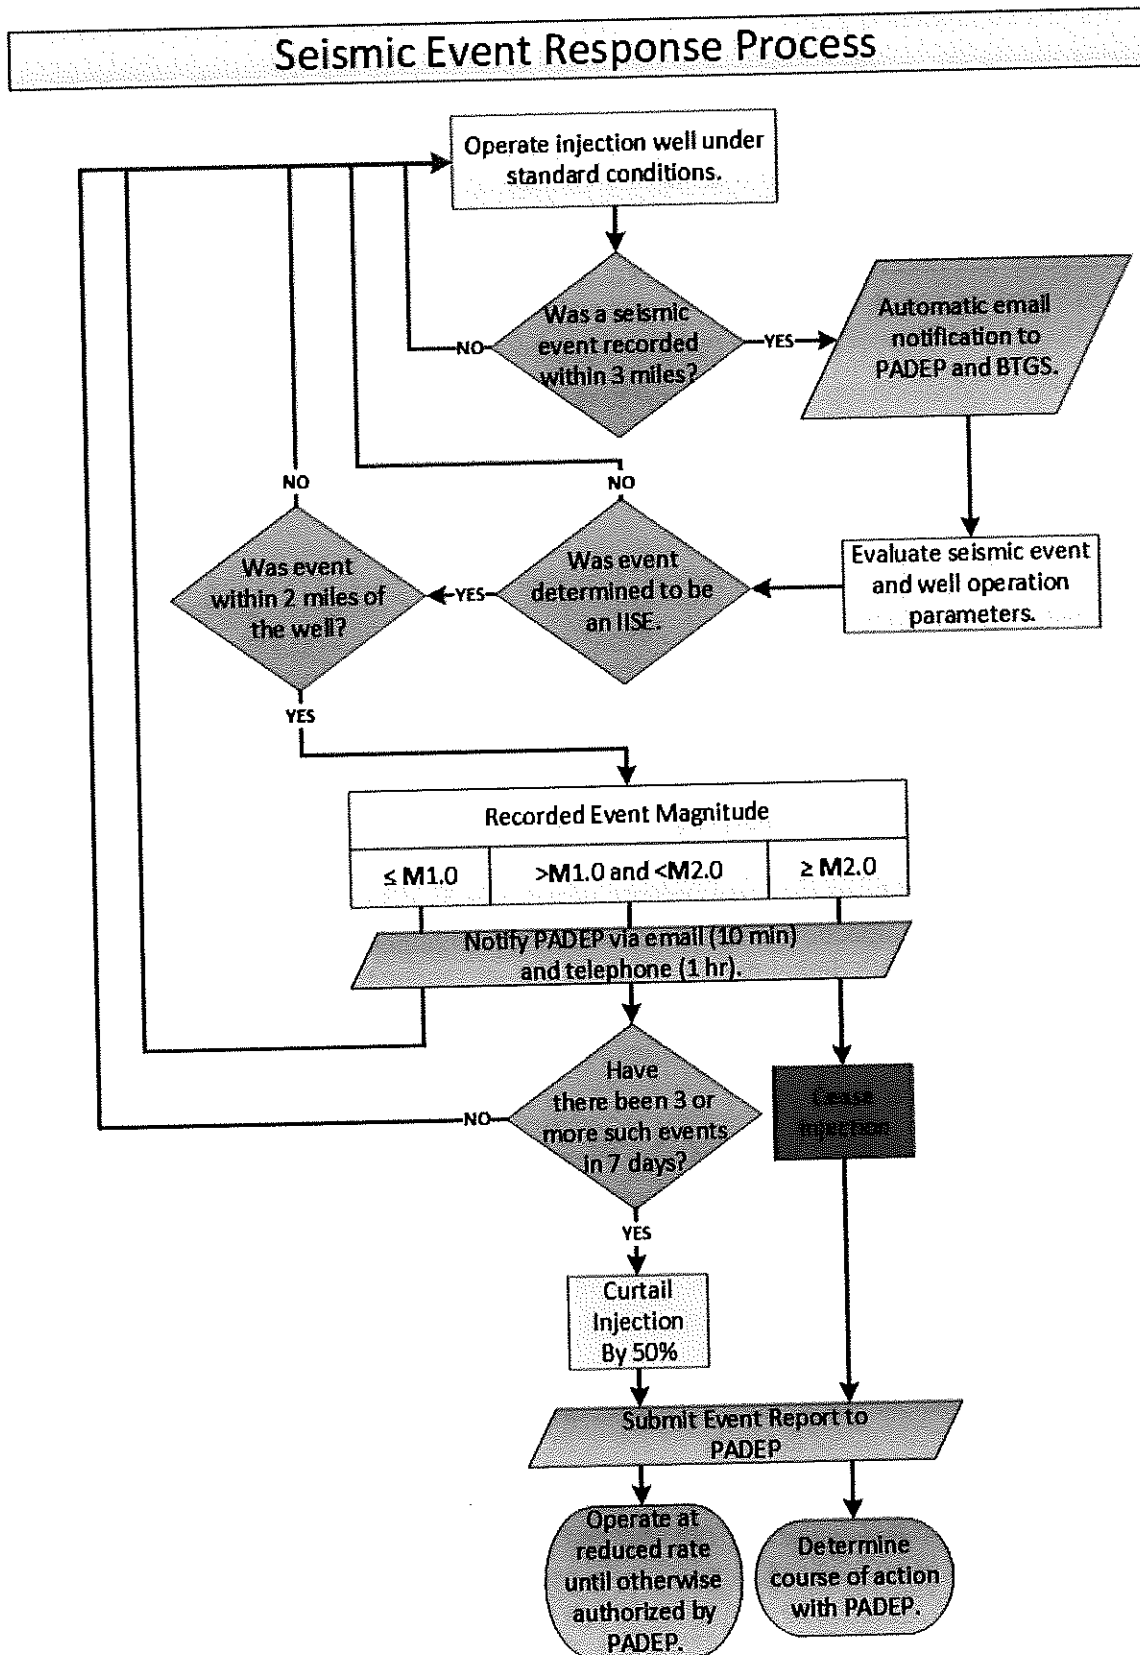 Seismic Event Response Process
Operate injection well under
standard conditions.
Was a seismic
event recorded
within 3 miles?
NO
YES
Automatic email
notification to
PADEP and BTGS.
Evaluate seismic event
and well operation
parameters.
NO
Was event
determined to be
an IISE.
YES
NO
Was event
within 2 miles of
the well?
YES
Recorded Event Magnitude
≤ M1.0
>M1.0 and <M2.0
≥ M2.0
Notify PADEP via email (10 min)
and telephone (1 hr).
Have
there been 3 or
more such events
in 7 days?
NO
Cease
Injection
YES
Curtail
Injection
By 50%
Submit Event Report to
PADEP
Operate at
reduced rate
until otherwise
authorized by
PADEP.
Determine
course of action
with PADEP.